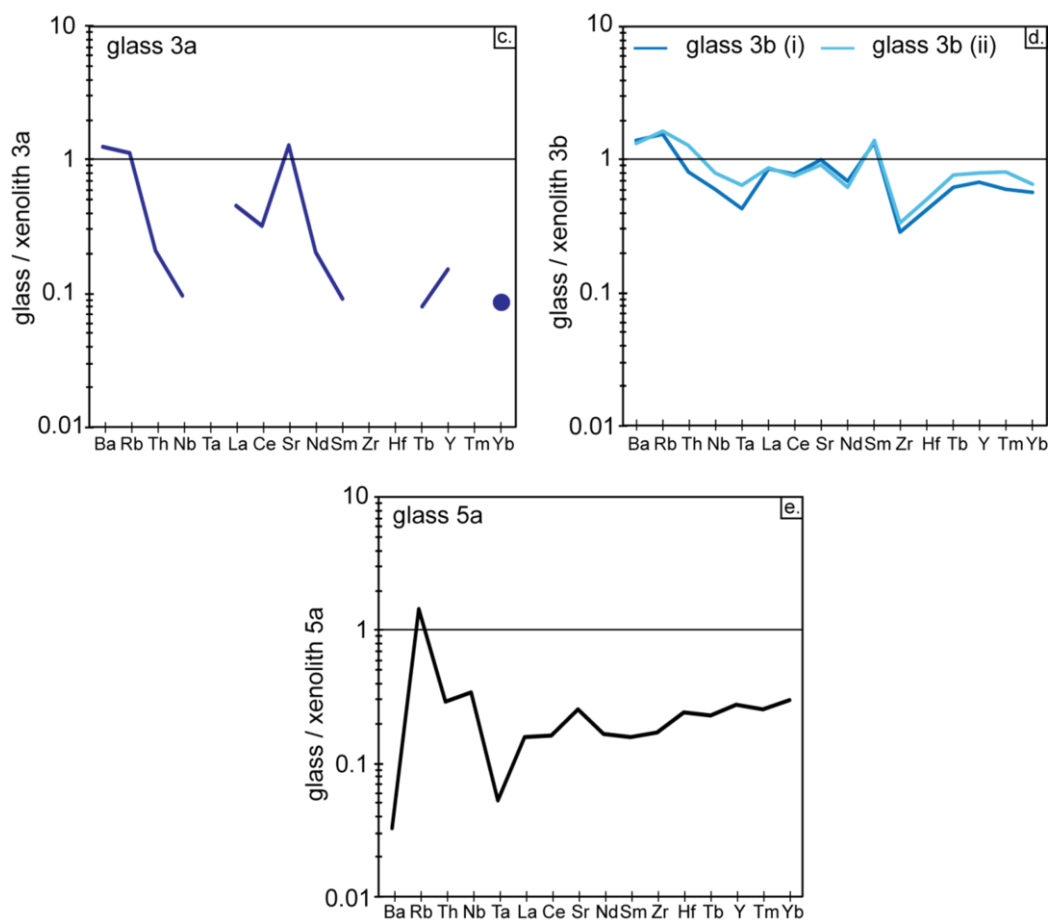 glass 3a
c.
10
1
0.1
0.01
glass / xenolith 3a
Ba Rb Th Nb Ta La Ce Sr Nd Sm Zr Hf Tb Y Tm Yb
glass 3b (i) glass 3b (ii)
d.
10
1
0.1
0.01
glass / xenolith 3b
Ba Rb Th Nb Ta La Ce Sr Nd Sm Zr Hf Tb Y Tm Yb
glass 5a
e.
10
1
0.1
0.01
glass / xenolith 5a
Ba Rb Th Nb Ta La Ce Sr Nd Sm Zr Hf Tb Y Tm Yb